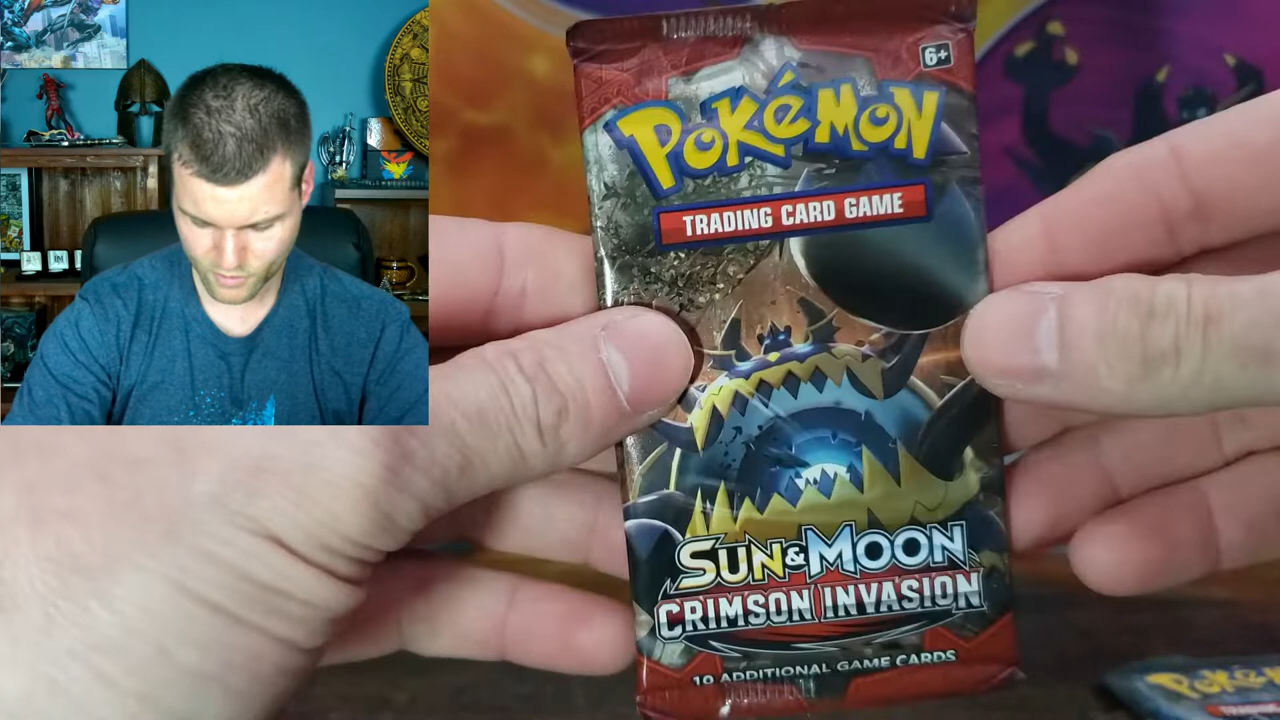 6+
POKéMON
TRADING CARD GAME
SUN & MOON
CRIMSON INVASION
10 ADDITIONAL GAME CARDS